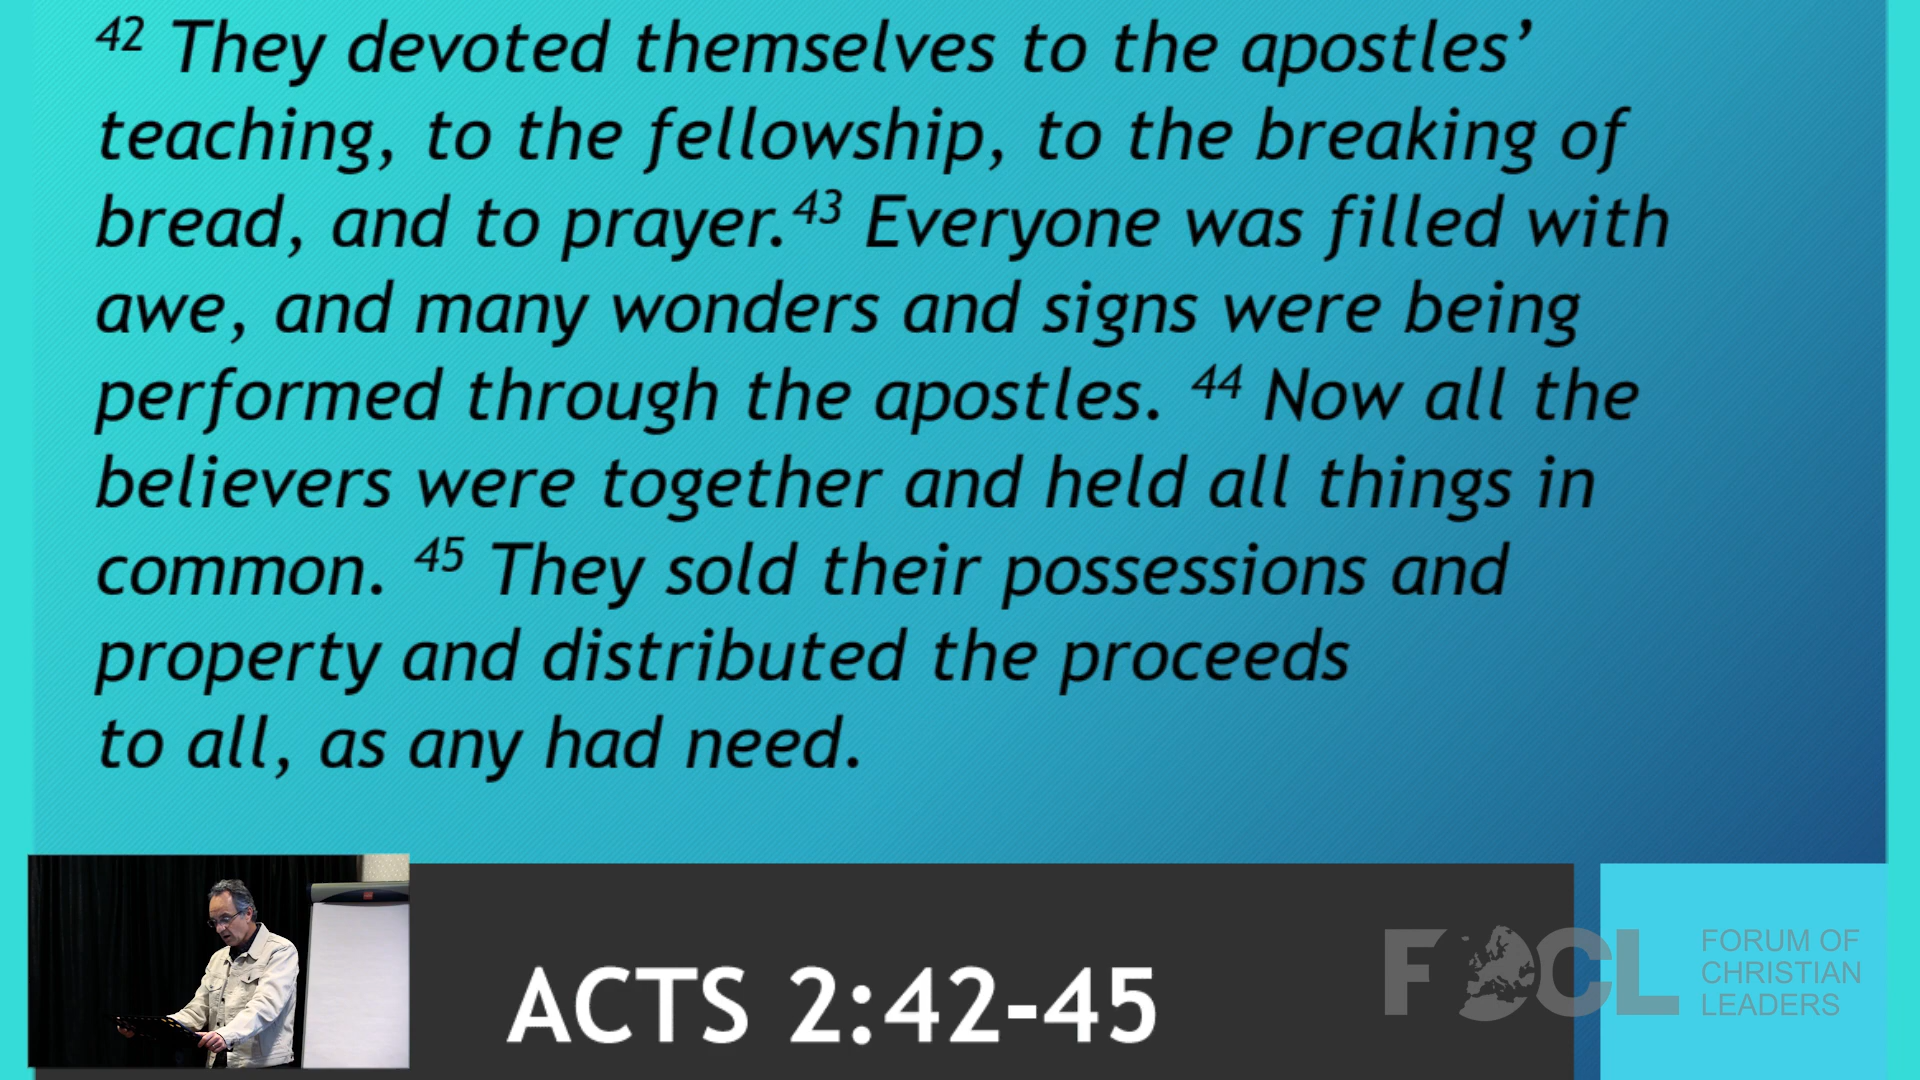 42 They devoted themselves to the apostles’
teaching, to the fellowship, to the breaking of
bread, and to prayer.43 Everyone was filled with
awe, and many wonders and signs were being
performed through the apostles. 44 Now all the
believers were together and held all things in
common. 45 They sold their possessions and
property and distributed the proceeds
to all, as any had need.
ACTS 2:42-45
FOCL
FORUM OF
CHRISTIAN
LEADERS